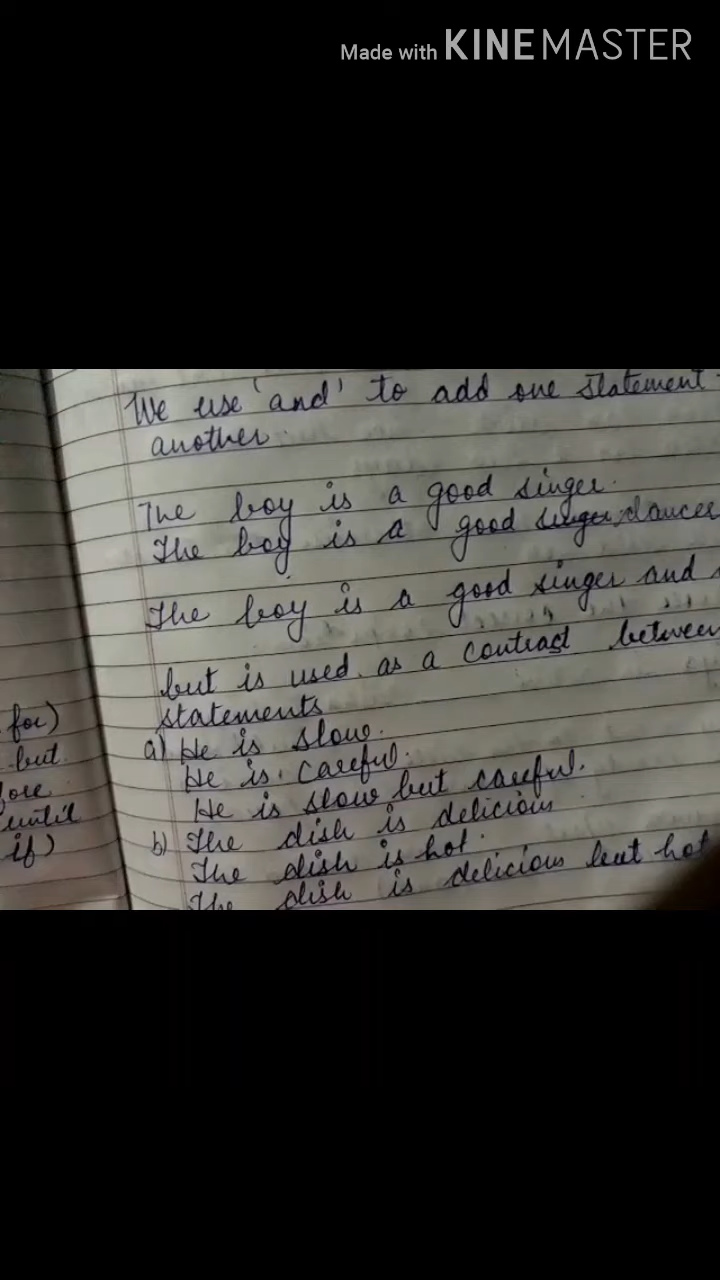 Made with KINEMASTER
We use 'and' to add one statement
another.
The boy is a good singer.
The boy is a good singer dancer
The boy is a good singer and
but is used as a contrast between
statements
a) He is slow.
He is careful.
He is slow but careful.
b) The dish is delicious
The dish is hot.
The dish is delicious but hot
for)
but
until
if)